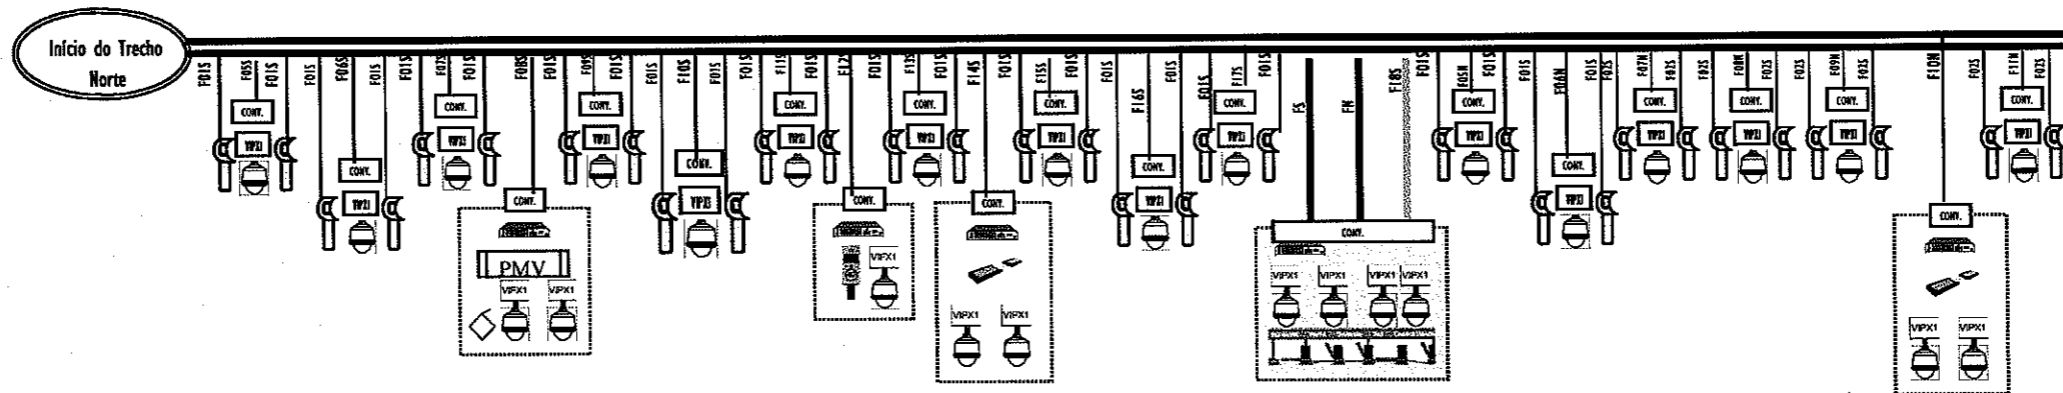 Início do Trecho
Norte
F01S
F05S
F01S
F01S
F06S
F01S
F01S
F07S
F01S
F08S
F01S
F09S
F01S
F01S
F10S
F01S
F01S
F11S
F01S
F12S
F01S
F13S
F01S
F14S
F01S
F15S
F01S
F01S
F16S
F01S
F01S
F17S
F01S
FS
FN
F18S
F01S
F05N
F01S
F01S
F06N
F01S
F02S
F07N
F02S
F02S
F08N
F02S
F02S
F09N
F02S
F10N
F02S
F11N
F02S
CONV.
VIPX1
CONV.
VIPX1
CONV.
VIPX1
CONV.
PMV
VIPX1
VIPX1
CONV.
VIPX1
CONV.
VIPX1
CONV.
VIPX1
CONV.
VIPX1
CONV.
VIPX1
CONV.
VIPX1
VIPX1
CONV.
VIPX1
CONV.
VIPX1
CONV.
VIPX1
CONV.
VIPX1
VIPX1
VIPX1
VIPX1
CONV.
VIPX1
CONV.
VIPX1
CONV.
VIPX1
CONV.
VIPX1
CONV.
VIPX1
CONV.
VIPX1
VIPX1
CONV.
VIPX1